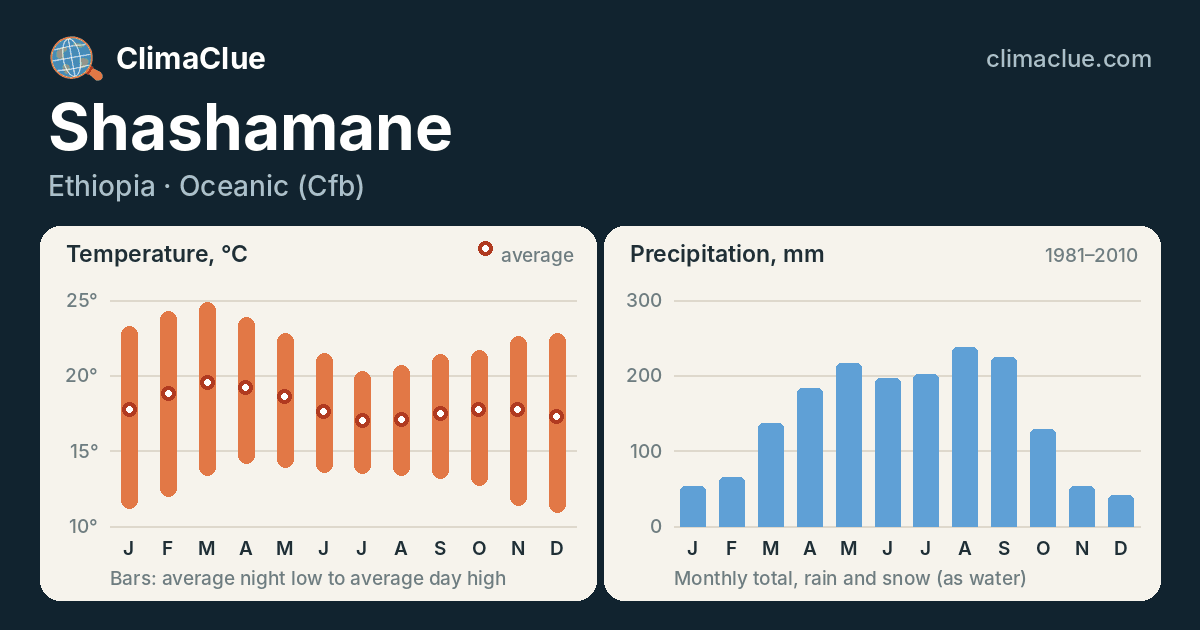 ClimaClue
climaclue.com
Shashamane
Ethiopia · Oceanic (Cfb)
Temperature, °C
average
25°
20°
15°
10°
J F M A M J J A S O N D
Bars: average night low to average day high
Precipitation, mm
1981–2010
300
200
100
0
J F M A M J J A S O N D
Monthly total, rain and snow (as water)